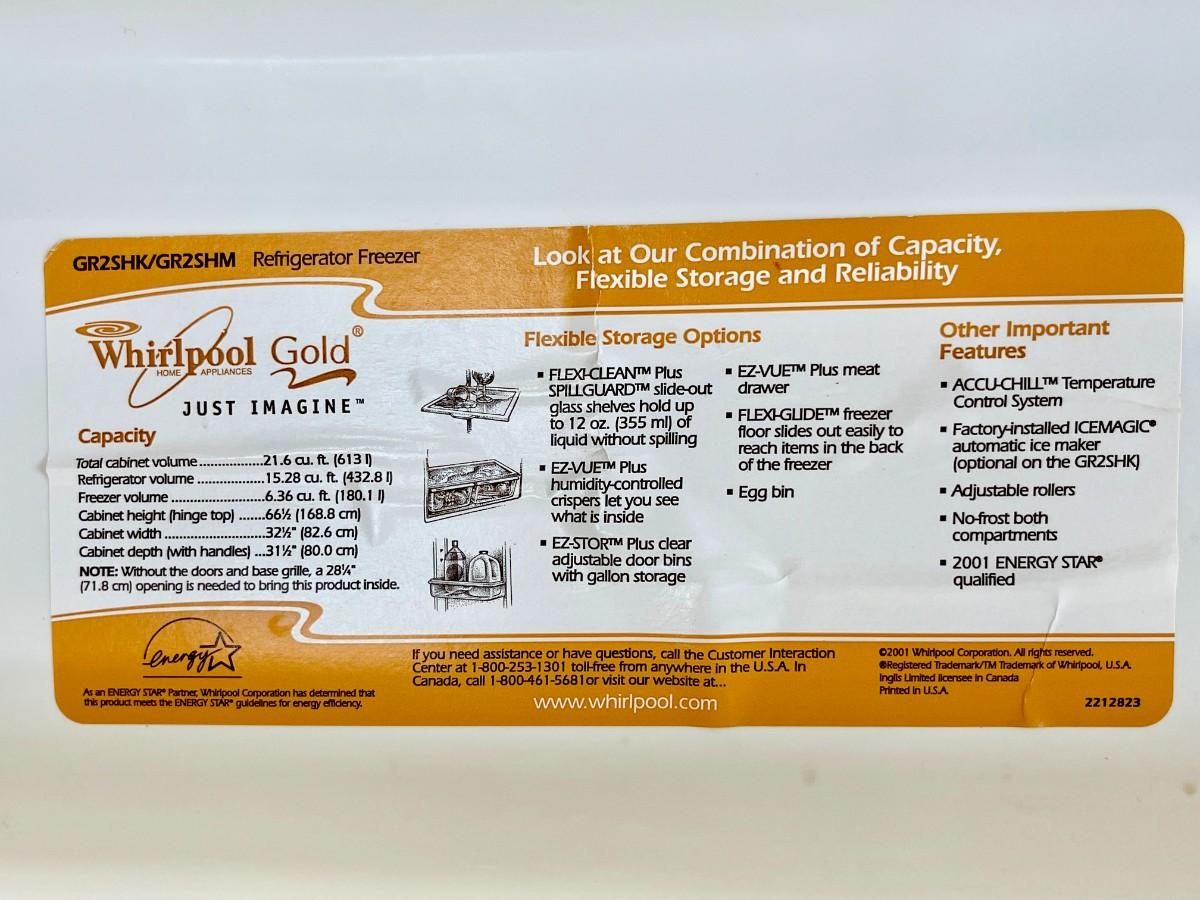 GR2SHK/GR2SHM Refrigerator Freezer
Look at Our Combination of Capacity,
Flexible Storage and Reliability
Whirlpool Gold®
HOME APPLIANCES
JUST IMAGINE™
Capacity
Total cabinet volume..................21.6 cu. ft. (613 l)
Refrigerator volume ...................15.28 cu. ft. (432.8 l)
Freezer volume ..........................6.36 cu. ft. (180.1 l)
Cabinet height (hinge top) .......66½ (168.8 cm)
Cabinet width ............................32½" (82.6 cm)
Cabinet depth (with handles) ...31½" (80.0 cm)
NOTE: Without the doors and base grille, a 28¼"
(71.8 cm) opening is needed to bring this product inside.
Flexible Storage Options
▪ FLEXI-CLEAN™ Plus
SPILLGUARD™ slide-out
glass shelves hold up
to 12 oz. (355 ml) of
liquid without spilling
▪ EZ-VUE™ Plus
humidity-controlled
crispers let you see
what is inside
▪ EZ-STOR™ Plus clear
adjustable door bins
with gallon storage
▪ EZ-VUE™ Plus meat
drawer
▪ FLEXI-GLIDE™ freezer
floor slides out easily to
reach items in the back
of the freezer
▪ Egg bin
Other Important
Features
▪ ACCU-CHILL™ Temperature
Control System
▪ Factory-installed ICEMAGIC®
automatic ice maker
(optional on the GR2SHK)
▪ Adjustable rollers
▪ No-frost both
compartments
▪ 2001 ENERGY STAR®
qualified
energy
As an ENERGY STAR® Partner, Whirlpool Corporation has determined that
this product meets the ENERGY STAR® guidelines for energy efficiency.
If you need assistance or have questions, call the Customer Interaction
Center at 1-800-253-1301 toll-free from anywhere in the U.S.A. In
Canada, call 1-800-461-5681or visit our website at...
www.whirlpool.com
©2001 Whirlpool Corporation. All rights reserved.
®Registered Trademark/TM Trademark of Whirlpool, U.S.A.
Inglis Limited licensee in Canada
Printed in U.S.A.
2212823